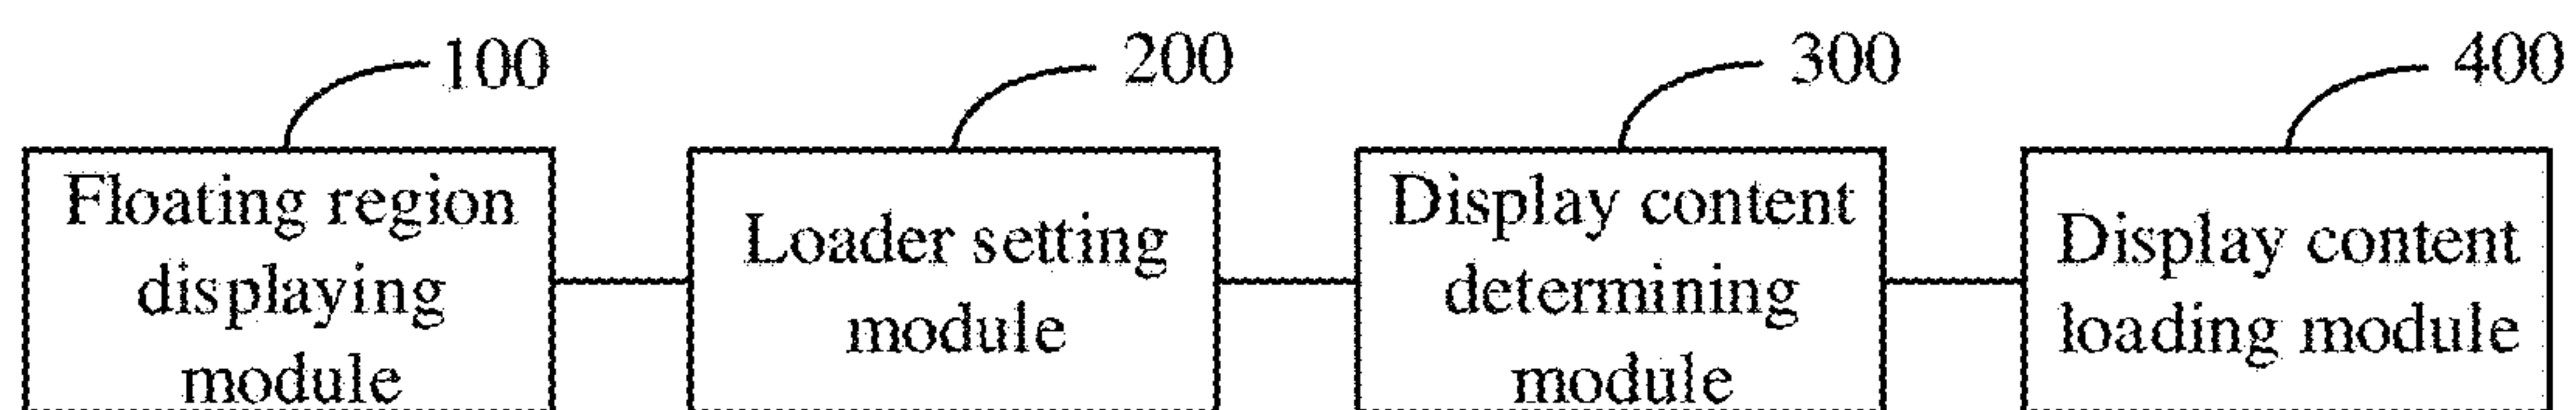 100
200
300
400
Floating region
displaying
module
Loader setting
module
Display content
determining
module
Display content
loading module